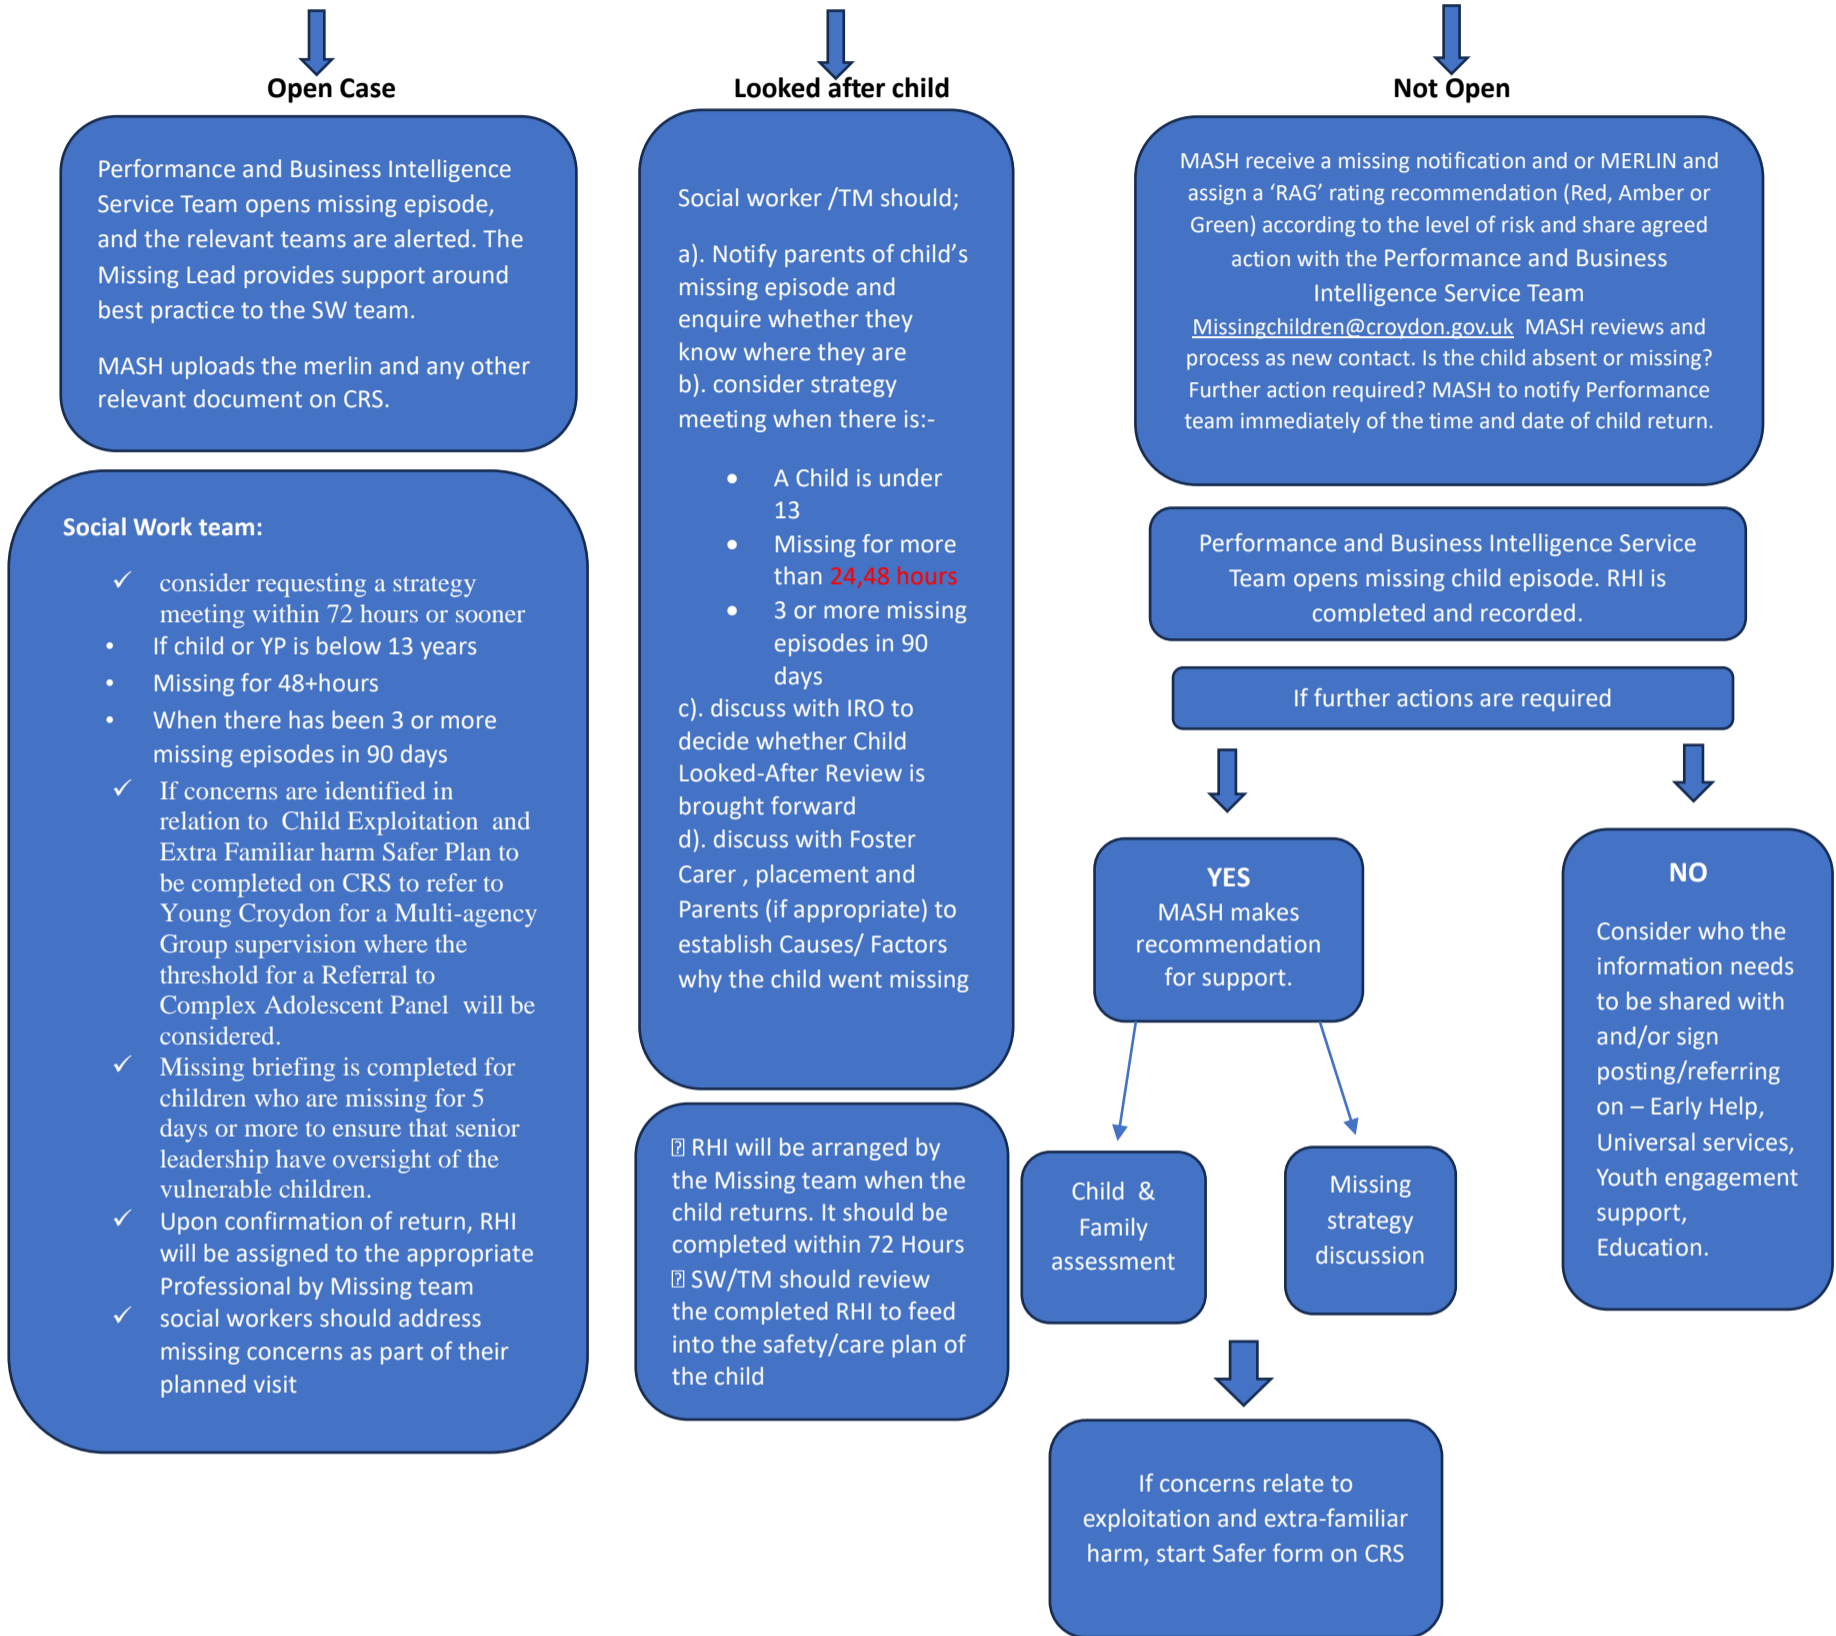 Open Case
Performance and Business Intelligence
Service Team opens missing episode,
and the relevant teams are alerted. The
Missing Lead provides support around
best practice to the SW team.
MASH uploads the merlin and any other
relevant document on CRS.
Social Work team:
✓ consider requesting a strategy
meeting within 72 hours or sooner
• If child or YP is below 13 years
• Missing for 48+hours
• When there has been 3 or more
missing episodes in 90 days
✓ If concerns are identified in
relation to Child Exploitation and
Extra Familiar harm Safer Plan to
be completed on CRS to refer to
Young Croydon for a Multi-agency
Group supervision where the
threshold for a Referral to
Complex Adolescent Panel will be
considered.
✓ Missing briefing is completed for
children who are missing for 5
days or more to ensure that senior
leadership have oversight of the
vulnerable children.
✓ Upon confirmation of return, RHI
will be assigned to the appropriate
Professional by Missing team
✓ social workers should address
missing concerns as part of their
planned visit
Looked after child
Social worker /TM should;
a). Notify parents of child's
missing episode and
enquire whether they
know where they are
b). consider strategy
meeting when there is:-
• A Child is under
13
• Missing for more
than 24,48 hours
• 3 or more missing
episodes in 90
days
c). discuss with IRO to
decide whether Child
Looked-After Review is
brought forward
d). discuss with Foster
Carer , placement and
Parents (if appropriate) to
establish Causes/ Factors
why the child went missing
RHI will be arranged by
the Missing team when the
child returns. It should be
completed within 72 Hours
SW/TM should review
the completed RHI to feed
into the safety/care plan of
the child
Not Open
MASH receive a missing notification and or MERLIN and
assign a 'RAG' rating recommendation (Red, Amber or
Green) according to the level of risk and share agreed
action with the Performance and Business
Intelligence Service Team
Missingchildren@croydon.gov.uk MASH reviews and
process as new contact. Is the child absent or missing?
Further action required? MASH to notify Performance
team immediately of the time and date of child return.
Performance and Business Intelligence Service
Team opens missing child episode. RHI is
completed and recorded.
If further actions are required
YES
MASH makes
recommendation
for support.
Child & 
Family
assessment
Missing
strategy
discussion
NO
Consider who the
information needs
to be shared with
and/or sign
posting/referring
on – Early Help,
Universal services,
Youth engagement
support,
Education.
If concerns relate to
exploitation and extra-familiar
harm, start Safer form on CRS